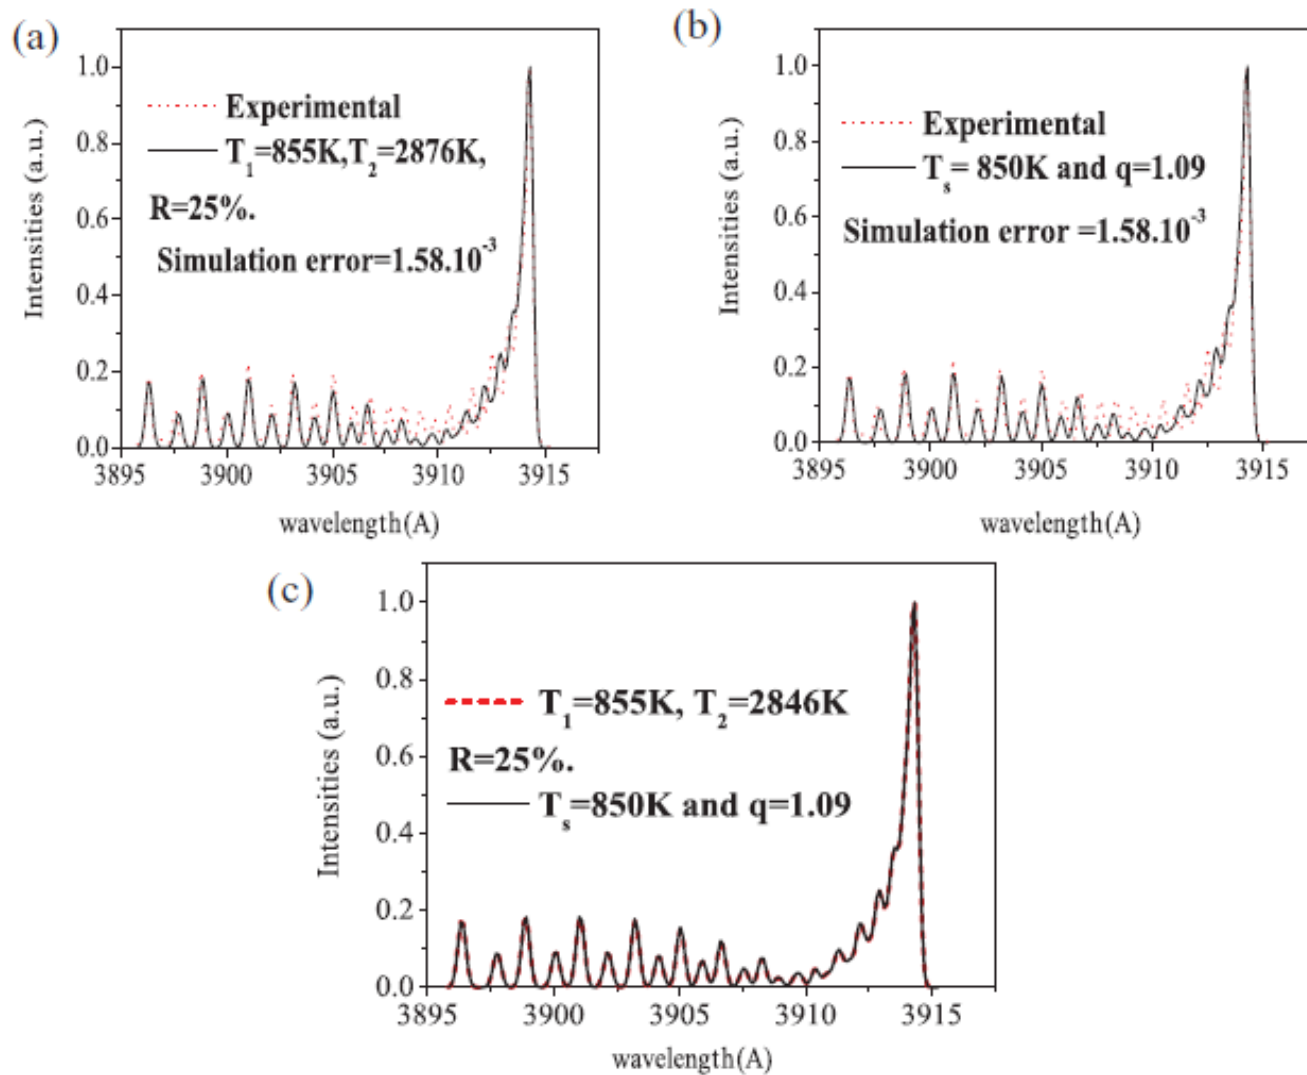 (a)
1.0
0.8
0.6
0.4
0.2
0.0
Intensities (a.u.)
Experimental
T1=855K,T2=2876K,
R=25%.
Simulation error=1.58.10-3
3895 3900 3905 3910 3915
wavelength(A)
(b)
1.0
0.8
0.6
0.4
0.2
0.0
Intensities (a.u.)
Experimental
Ts= 850K and q=1.09
Simulation error =1.58.10-3
3895 3900 3905 3910 3915
wavelength(A)
(c)
1.0
0.8
0.6
0.4
0.2
0.0
Intensities (a.u.)
T1=855K, T2=2846K
R=25%.
Ts=850K and q=1.09
3895 3900 3905 3910 3915
wavelength(A)